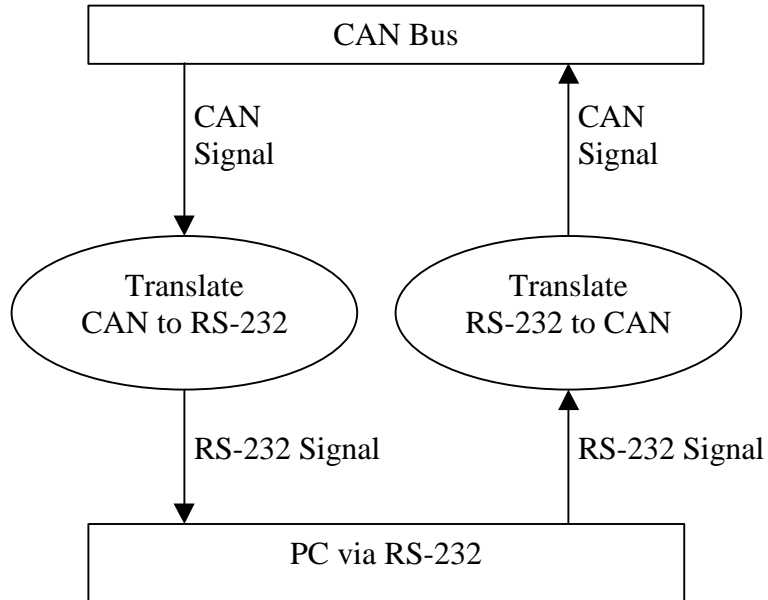 CAN Bus
CAN
Signal
CAN
Signal
Translate
CAN to RS-232
Translate
RS-232 to CAN
RS-232 Signal
RS-232 Signal
PC via RS-232